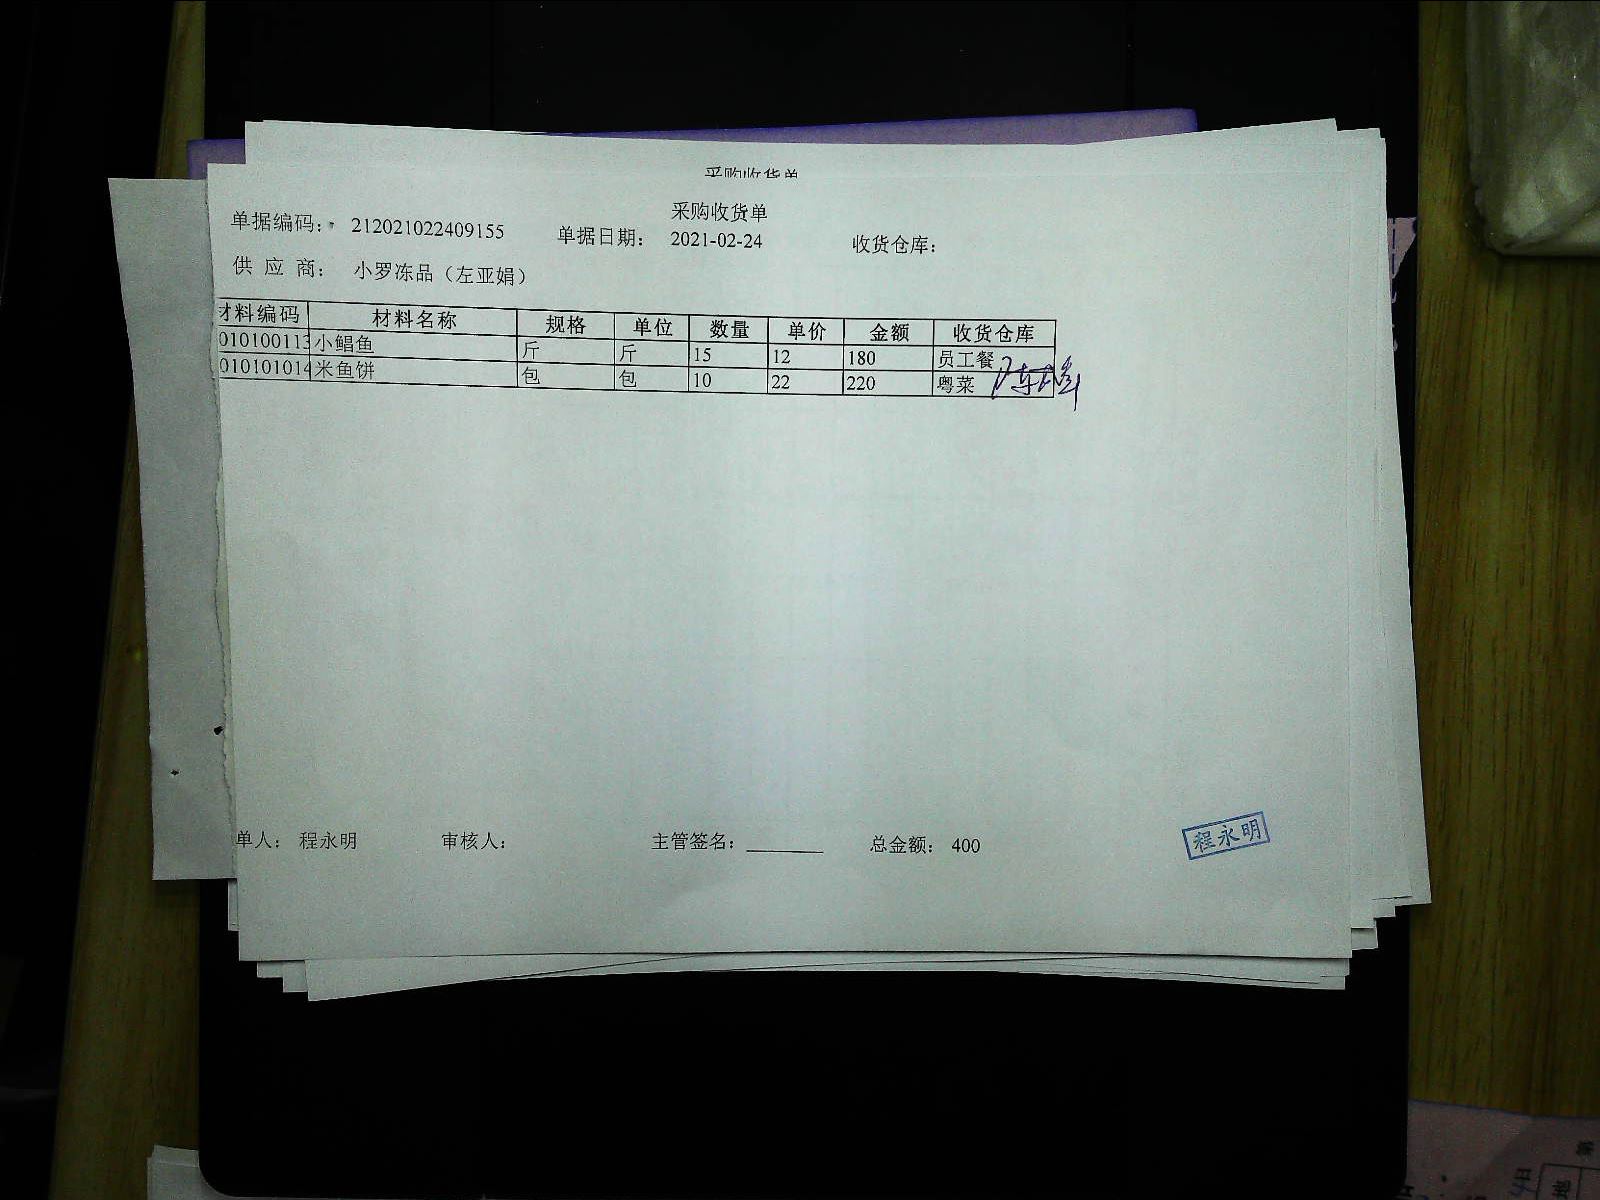 采购收货单
采购收货单
单据编码： 212021022409155 单据日期： 2021-02-24 收货仓库：
供 应 商： 小罗冻品（左亚娟）
材料编码 材料名称 规格 单位 数量 单价 金额 收货仓库
010100113 小鲳鱼 斤 斤 15 12 180 员工餐
010101014 米鱼饼 包 包 10 22 220 粤菜
单人： 程永明 审核人： 主管签名： 总金额： 400
程永明